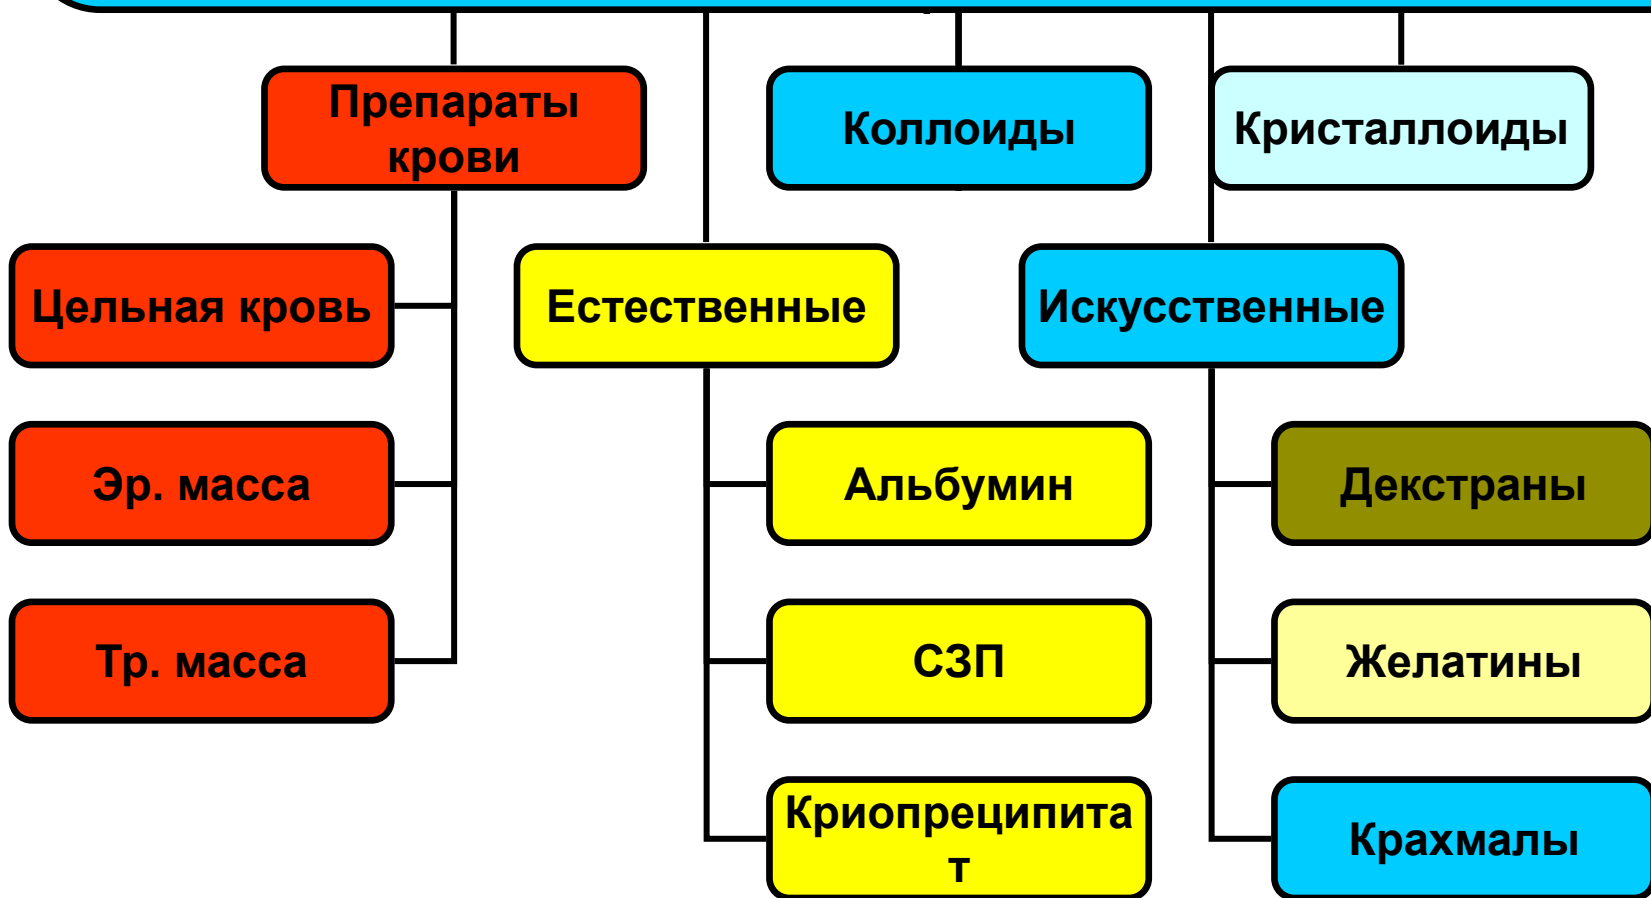 Препараты
крови
Коллоиды
Кристаллоиды
Цельная кровь
Естественные
Искусственные
Эр. масса
Альбумин
Декстраны
Тр. масса
СЗП
Желатины
Криопреципита
т
Крахмалы